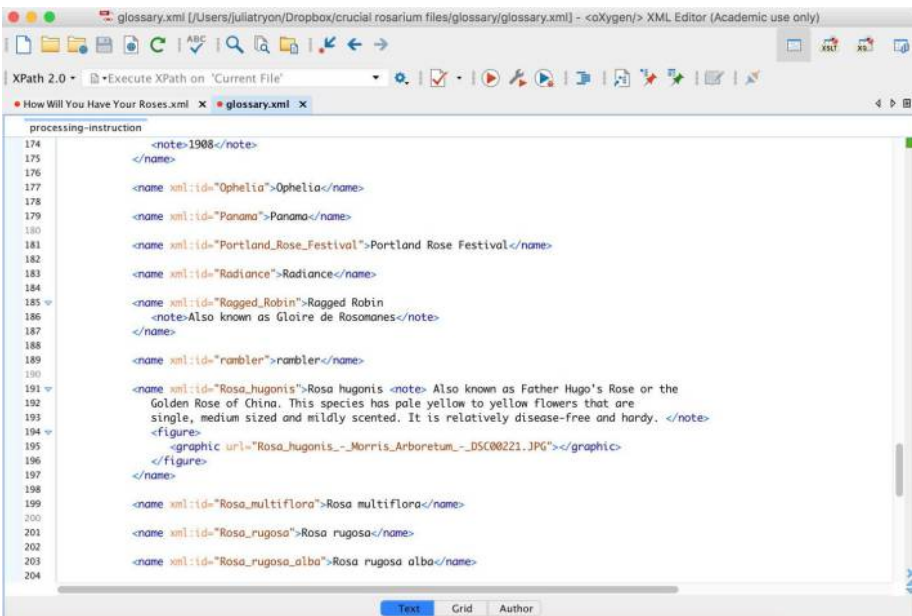 glossary.xml [/Users/juliatryon/Dropbox/crucial rosarium files/glossary/glossary.xml] - <oXygen/> XML Editor (Academic use only)
ABC
XSLT
XPath 2.0 Execute XPath on 'Current File'
How Will You Have Your Roses.xml glossary.xml
processing-instruction
174 <note>1908</note>
175 </name>
176
177 <name xml:id="Ophelia">Ophelia</name>
178
179 <name xml:id="Panama">Panama</name>
180
181 <name xml:id="Portland_Rose_Festival">Portland Rose Festival</name>
182
183 <name xml:id="Radiance">Radiance</name>
184
185 <name xml:id="Ragged_Robin">Ragged Robin
186 <note>Also known as Gloire de Rosomanes</note>
187 </name>
188
189 <name xml:id="rambler">rambler</name>
190
191 <name xml:id="Rosa_hugonis">Rosa hugonis <note> Also known as Father Hugo's Rose or the
192 Golden Rose of China. This species has pale yellow to yellow flowers that are
193 single, medium sized and mildly scented. It is relatively disease-free and hardy. </note>
194 <figure>
195 <graphic url="Rosa_hugonis_-_Morris_Arboretum_-_DSC00221.JPG"></graphic>
196 </figure>
197 </name>
198
199 <name xml:id="Rosa_multiflora">Rosa multiflora</name>
200
201 <name xml:id="Rosa_rugosa">Rosa rugosa</name>
202
203 <name xml:id="Rosa_rugosa_alba">Rosa rugosa alba</name>
204
Text Grid Author